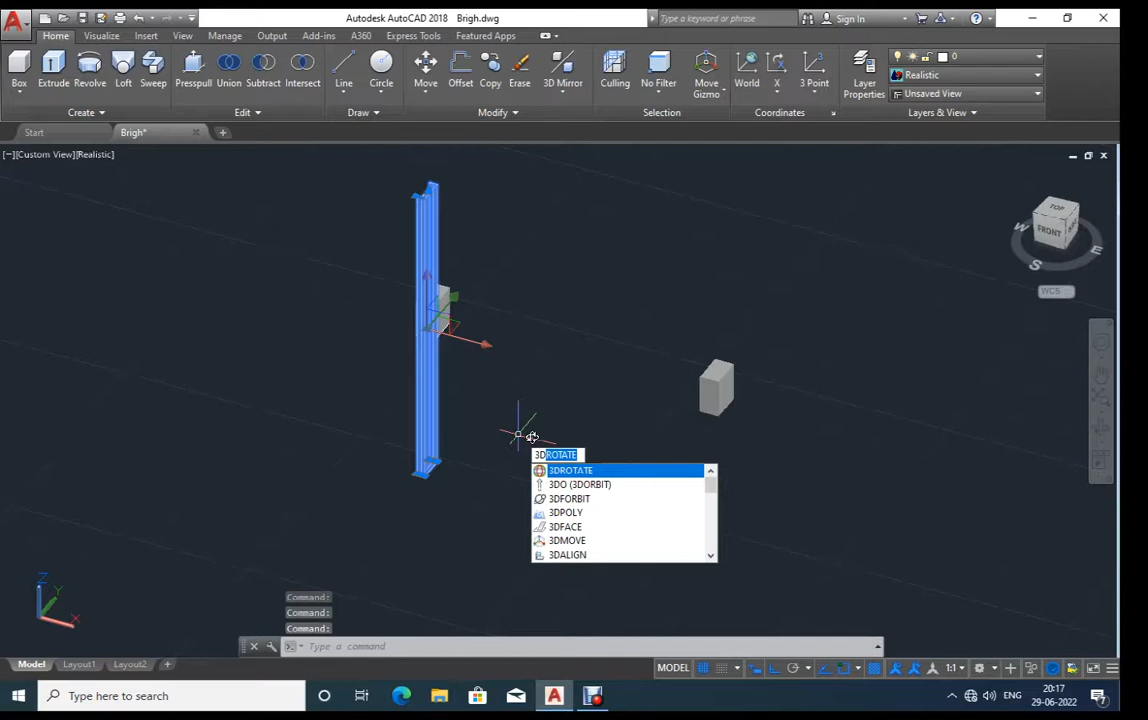 Autodesk AutoCAD 2018 Brigh.dwg
Type a keyword or phrase
Sign In
Home Visualize Insert View Manage Output Add-ins A360 Express Tools Featured Apps
Box Extrude Revolve Loft Sweep Presspull Union Subtract Intersect Line Circle Move Offset Copy Erase 3D Mirror Culling No Filter Move Gizmo World X 3 Point Layer Properties
0
Realistic
Unsaved View
Create Edit Draw Modify Selection Coordinates Layers & View
Start Brigh*
[−][Custom View][Realistic]
TOP
FRONT
W
E
S
WCS
3DROTATE
3DROTATE
3DO (3DORBIT)
3DFORBIT
3DPOLY
3DFACE
3DMOVE
3DALIGN
Z
Y
X
Command:
Command:
Command:
Type a command
Model Layout1 Layout2
MODEL
1:1
Type here to search
ENG
20:17
29-06-2022
7